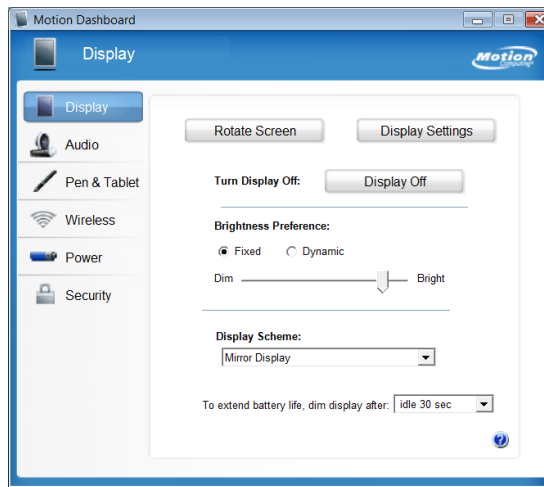 Motion Dashboard
Display
Motion
Computing
Display
Audio
Pen & Tablet
Wireless
Power
Security
Rotate Screen
Display Settings
Turn Display Off:
Display Off
Brightness Preference:
Fixed
Dynamic
Dim
Bright
Display Scheme:
Mirror Display
To extend battery life, dim display after:
idle 30 sec
?